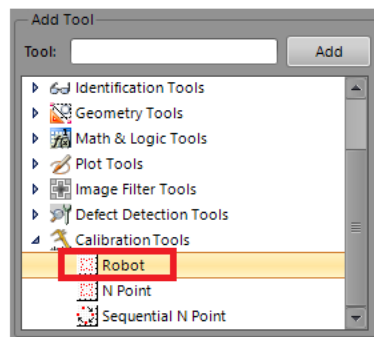 Add Tool
Tool: Add
Identification Tools
Geometry Tools
Math & Logic Tools
Plot Tools
Image Filter Tools
Defect Detection Tools
Calibration Tools
Robot
N Point
Sequential N Point